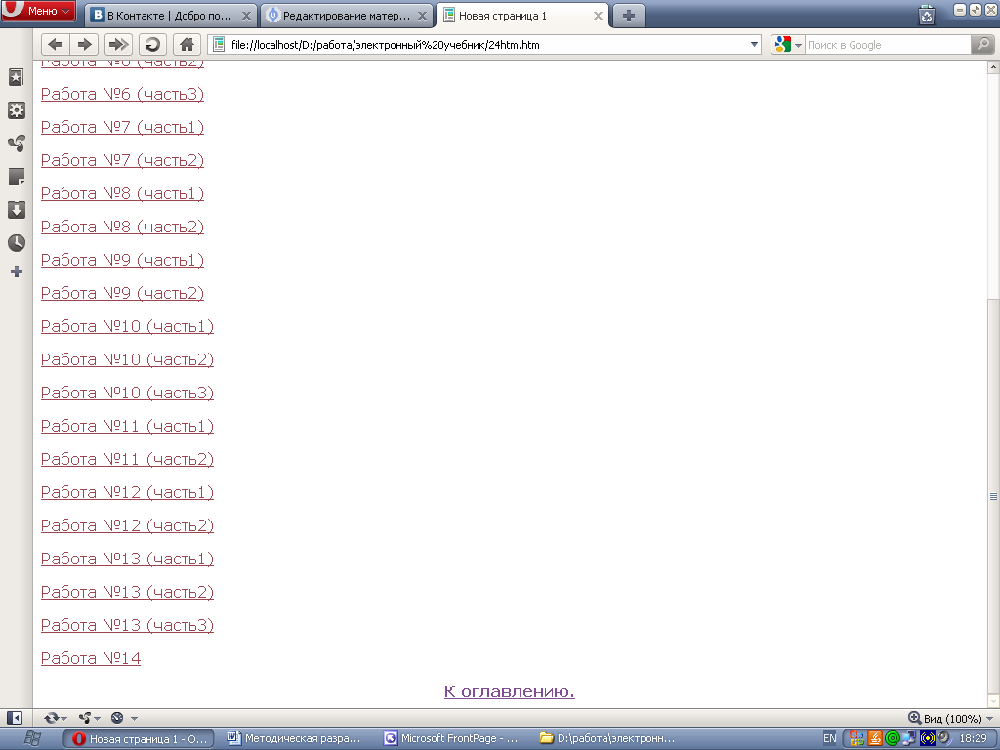 Меню
В Контакте | Добро по...
Редактирование матер...
Новая страница 1
file://localhost/D:/работа/электронный%20учебник/24htm.htm
Поиск в Google
Работа №6 (часть2)
Работа №6 (часть3)
Работа №7 (часть1)
Работа №7 (часть2)
Работа №8 (часть1)
Работа №8 (часть2)
Работа №9 (часть1)
Работа №9 (часть2)
Работа №10 (часть1)
Работа №10 (часть2)
Работа №10 (часть3)
Работа №11 (часть1)
Работа №11 (часть2)
Работа №12 (часть1)
Работа №12 (часть2)
Работа №13 (часть1)
Работа №13 (часть2)
Работа №13 (часть3)
Работа №14
К оглавлению.
Вид (100%)
Новая страница 1 - O...
Методическая разра...
Microsoft FrontPage - ...
D:\работа\электронн...
EN
18:29